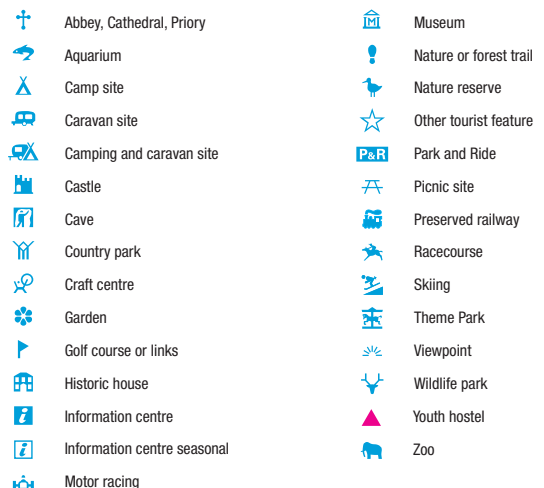 Abbey, Cathedral, Priory
Aquarium
Camp site
Caravan site
Camping and caravan site
Castle
Cave
Country park
Craft centre
Garden
Golf course or links
Historic house
i Information centre
i Information centre seasonal
Motor racing
M Museum
Nature or forest trail
Nature reserve
Other tourist feature
P&R Park and Ride
Picnic site
Preserved railway
Racecourse
Skiing
Theme Park
Viewpoint
Wildlife park
Youth hostel
Zoo